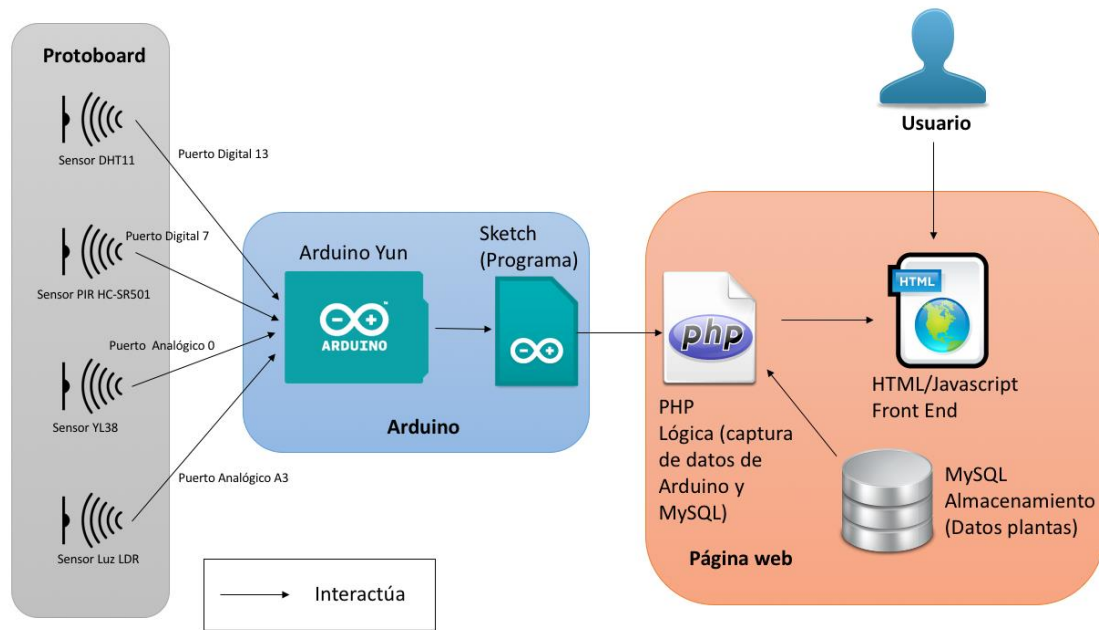 Protoboard
Sensor DHT11
Puerto Digital 13
Sensor PIR HC-SR501
Puerto Digital 7
Puerto Analógico 0
Sensor YL38
Puerto Analógico A3
Sensor Luz LDR
Arduino Yun
ARDUINO
Sketch
(Programa)
Arduino
Interactúa
Usuario
php
PHP
Lógica (captura
de datos de
Arduino y
MySQL)
HTML
HTML/Javascript
Front End
MySQL
Almacenamiento
(Datos plantas)
Página web